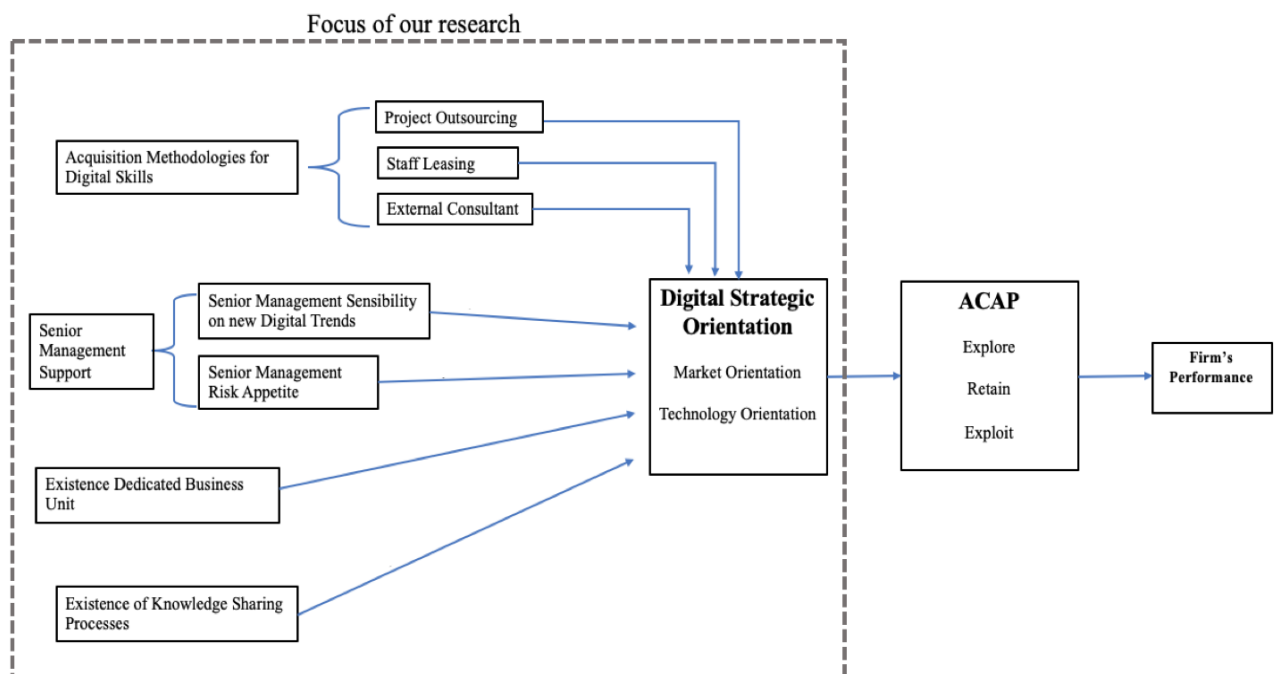 Focus of our research
Project Outsourcing
Acquisition Methodologies for
Digital Skills
Staff Leasing
External Consultant
Senior Management Sensibility
on new Digital Trends
Senior
Management
Support
Senior Management
Risk Appetite
Existence Dedicated Business
Unit
Existence of Knowledge Sharing
Processes
Digital Strategic
Orientation
Market Orientation
Technology Orientation
ACAP
Explore
Retain
Exploit
Firm's
Performance